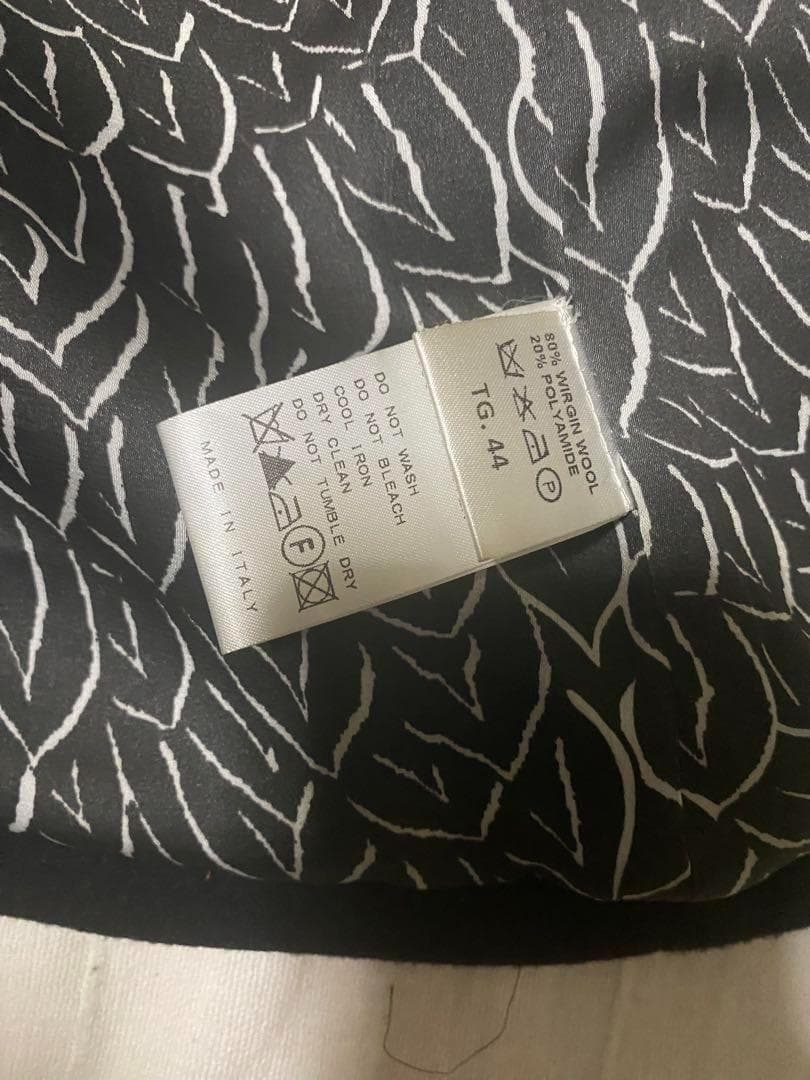 80% WIRGIN WOOL
20% POLYAMIDE
P
TG. 44
DO NOT WASH
DO NOT BLEACH
COOL IRON
DRY CLEAN
DO NOT TUMBLE DRY
F
MADE IN ITALY